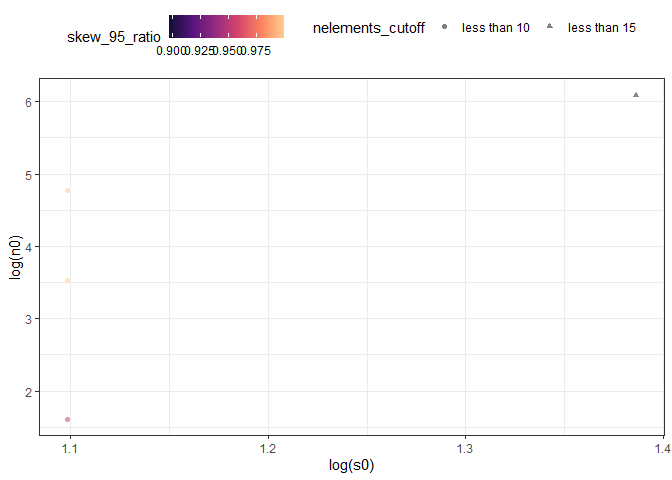 skew_95_ratio
0.900 0.925 0.950 0.975
nelements_cutoff
less than 10
less than 15
log(n0)
6
5
4
3
2
1.1 1.2 1.3 1.4
log(s0)